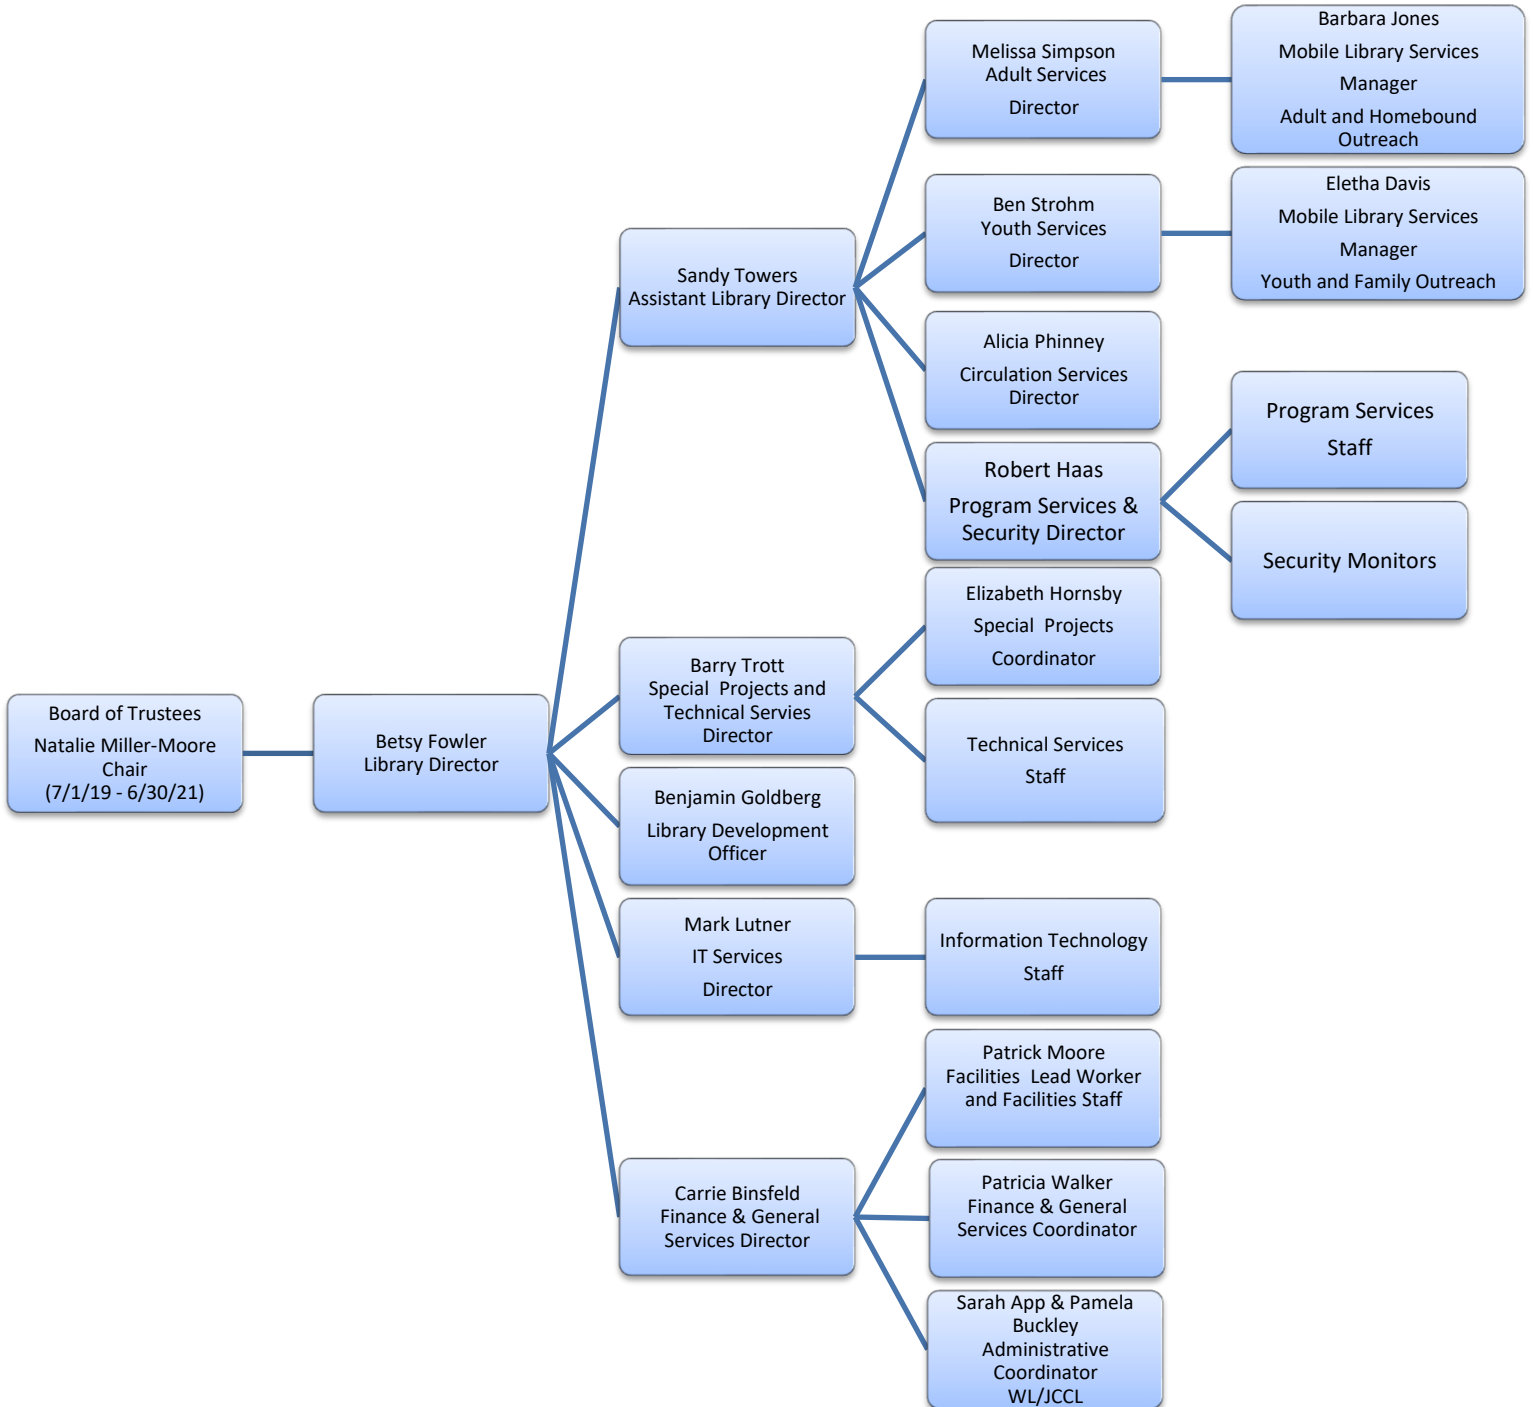 Board of Trustees
Natalie Miller-Moore
Chair
(7/1/19 - 6/30/21)
Betsy Fowler
Library Director
Sandy Towers
Assistant Library Director
Melissa Simpson
Adult Services
Director
Barbara Jones
Mobile Library Services
Manager
Adult and Homebound
Outreach
Ben Strohm
Youth Services
Director
Eletha Davis
Mobile Library Services
Manager
Youth and Family Outreach
Alicia Phinney
Circulation Services
Director
Robert Haas
Program Services &
Security Director
Program Services
Staff
Security Monitors
Barry Trott
Special  Projects and
Technical Servies
Director
Elizabeth Hornsby
Special  Projects
Coordinator
Technical Services
Staff
Benjamin Goldberg
Library Development
Officer
Mark Lutner
IT Services
Director
Information Technology
Staff
Carrie Binsfeld
Finance & General
Services Director
Patrick Moore
Facilities  Lead Worker
and Facilities Staff
Patricia Walker
Finance & General
Services Coordinator
Sarah App & Pamela
Buckley
Administrative
Coordinator
WL/JCCL